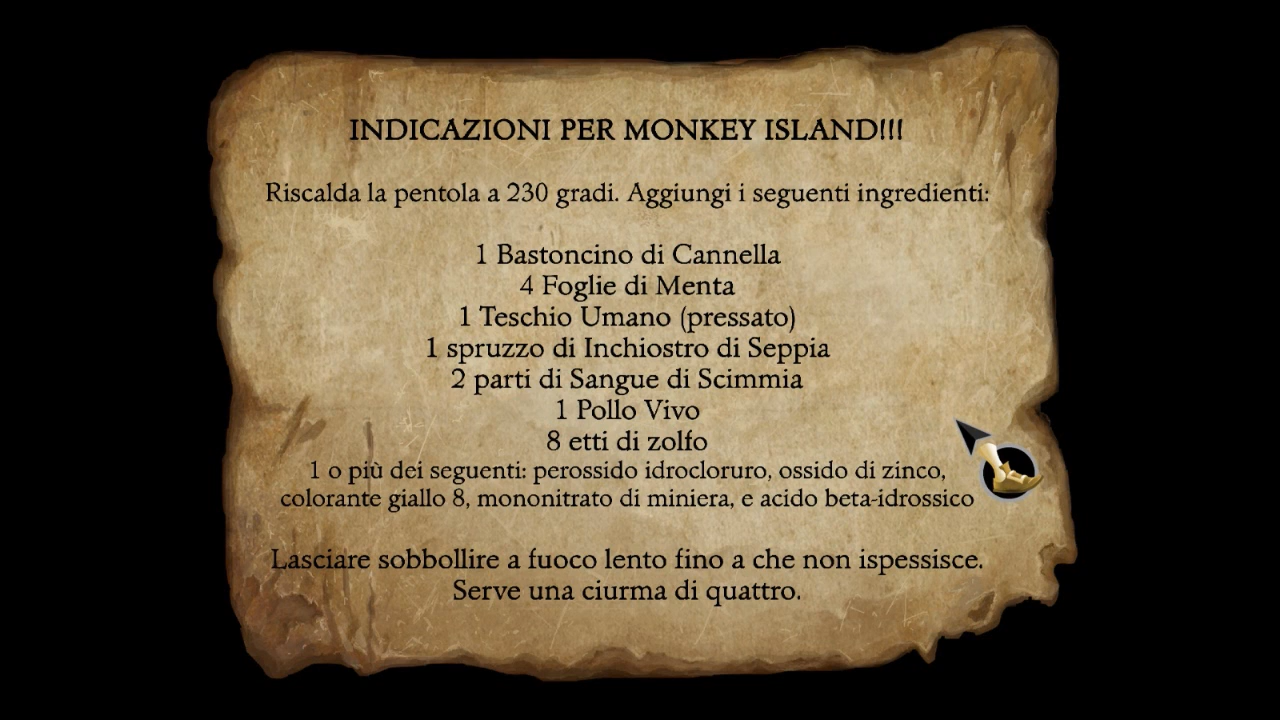 INDICAZIONI PER MONKEY ISLAND!!!
Riscalda la pentola a 230 gradi. Aggiungi i seguenti ingredienti:
1 Bastoncino di Cannella
4 Foglie di Menta
1 Teschio Umano (pressato)
1 spruzzo di Inchiostro di Seppia
2 parti di Sangue di Scimmia
1 Pollo Vivo
8 etti di zolfo
1 o più dei seguenti: perossido idrocloruro, ossido di zinco,
colorante giallo 8, mononitrato di miniera, e acido beta-idrossico
Lasciare sobbollire a fuoco lento fino a che non ispessisce.
Serve una ciurma di quattro.